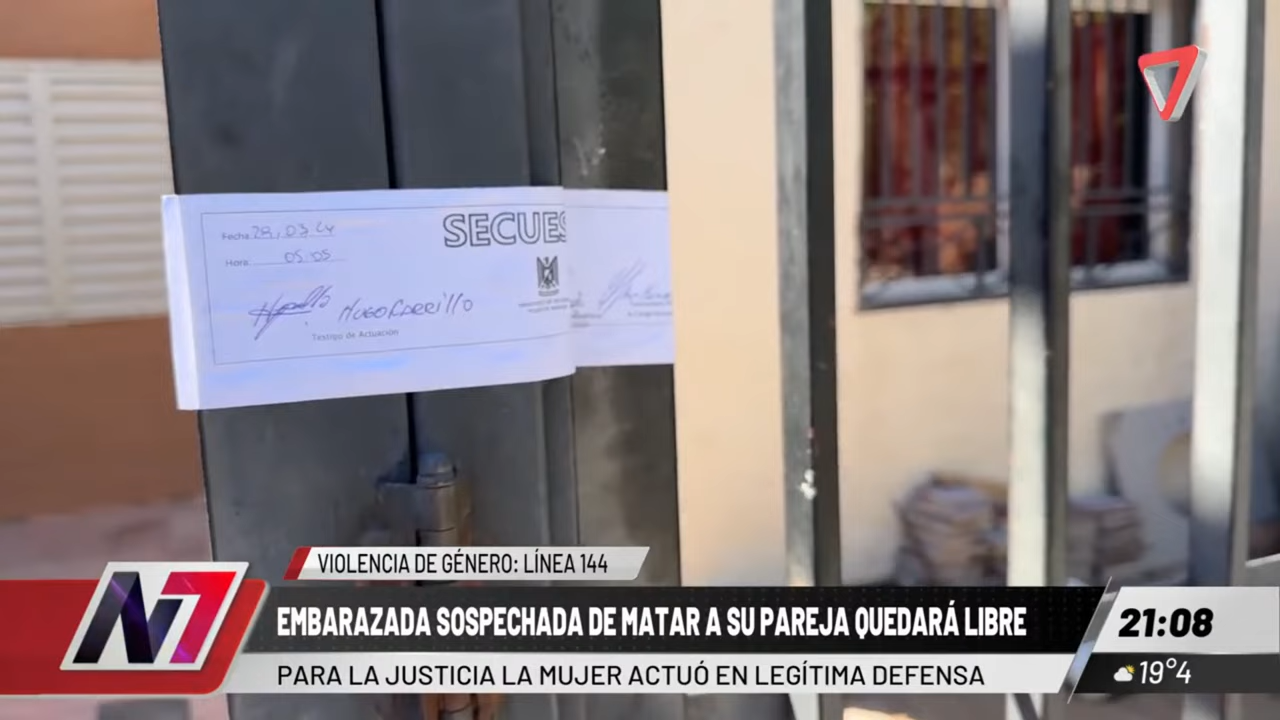 Fecha 28.03.24
SECUES
Hora 05:05
Hugo Carrillo
Testigo de Actuación
VIOLENCIA DE GÉNERO: LÍNEA 144
N7
EMBARAZADA SOSPECHADA DE MATAR A SU PAREJA QUEDARÁ LIBRE
21:08
PARA LA JUSTICIA LA MUJER ACTUÓ EN LEGÍTIMA DEFENSA
19°4